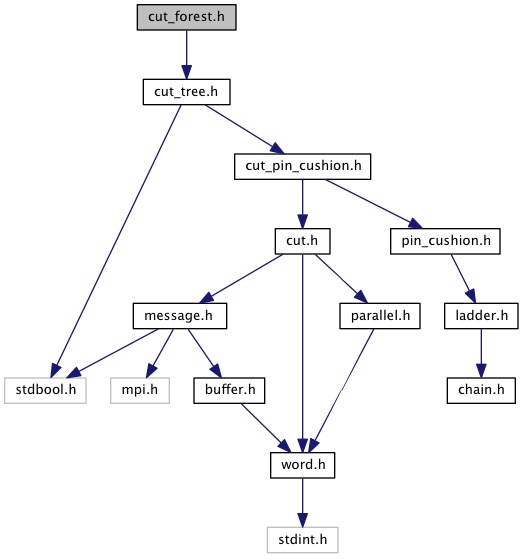 cut_forest.h
cut_tree.h
cut_pin_cushion.h
cut.h
pin_cushion.h
message.h
parallel.h
ladder.h
stdbool.h
mpi.h
buffer.h
chain.h
word.h
stdint.h